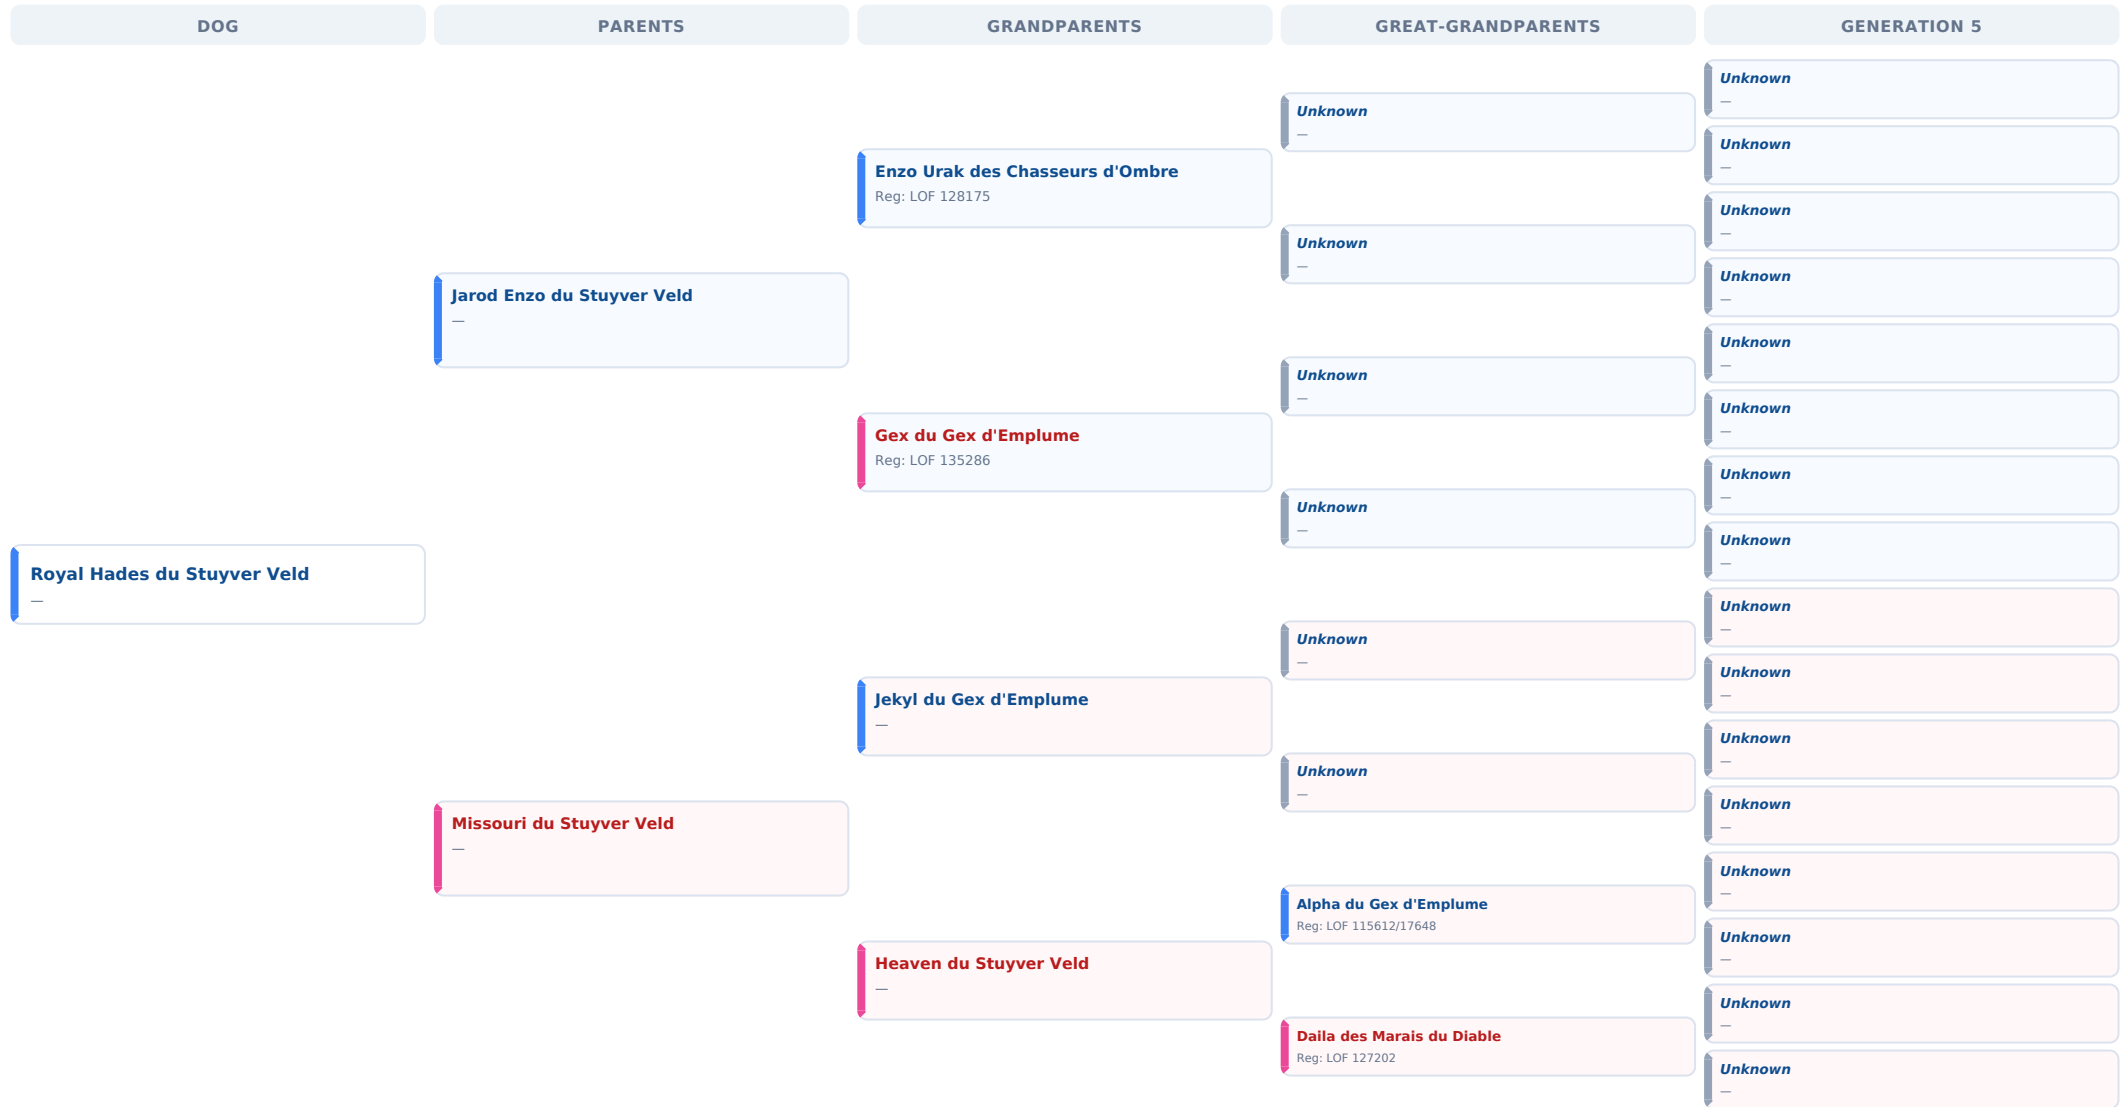 DOG
PARENTS
GRANDPARENTS
GREAT-GRANDPARENTS
GENERATION 5
Royal Hades du Stuyver Veld
—
Jarod Enzo du Stuyver Veld
—
Missouri du Stuyver Veld
—
Enzo Urak des Chasseurs d'Ombre
Reg: LOF 128175
Gex du Gex d'Emplume
Reg: LOF 135286
Jekyl du Gex d'Emplume
—
Heaven du Stuyver Veld
—
Unknown
—
Unknown
—
Unknown
—
Unknown
—
Unknown
—
Unknown
—
Alpha du Gex d'Emplume
Reg: LOF 115612/17648
Daila des Marais du Diable
Reg: LOF 127202
Unknown
—
Unknown
—
Unknown
—
Unknown
—
Unknown
—
Unknown
—
Unknown
—
Unknown
—
Unknown
—
Unknown
—
Unknown
—
Unknown
—
Unknown
—
Unknown
—
Unknown
—
Unknown
—